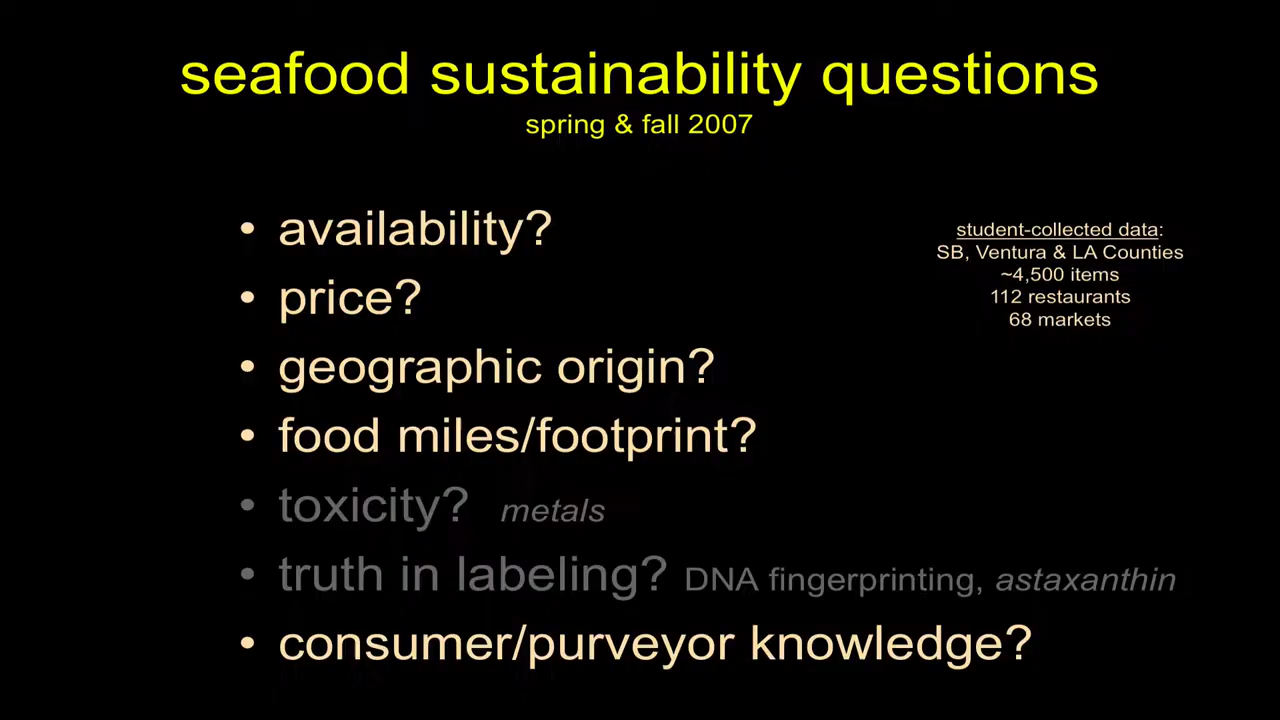 seafood sustainability questions
spring & fall 2007
• availability?
• price?
• geographic origin?
• food miles/footprint?
• toxicity? metals
• truth in labeling? DNA fingerprinting, astaxanthin
• consumer/purveyor knowledge?
student-collected data:
SB, Ventura & LA Counties
~4,500 items
112 restaurants
68 markets